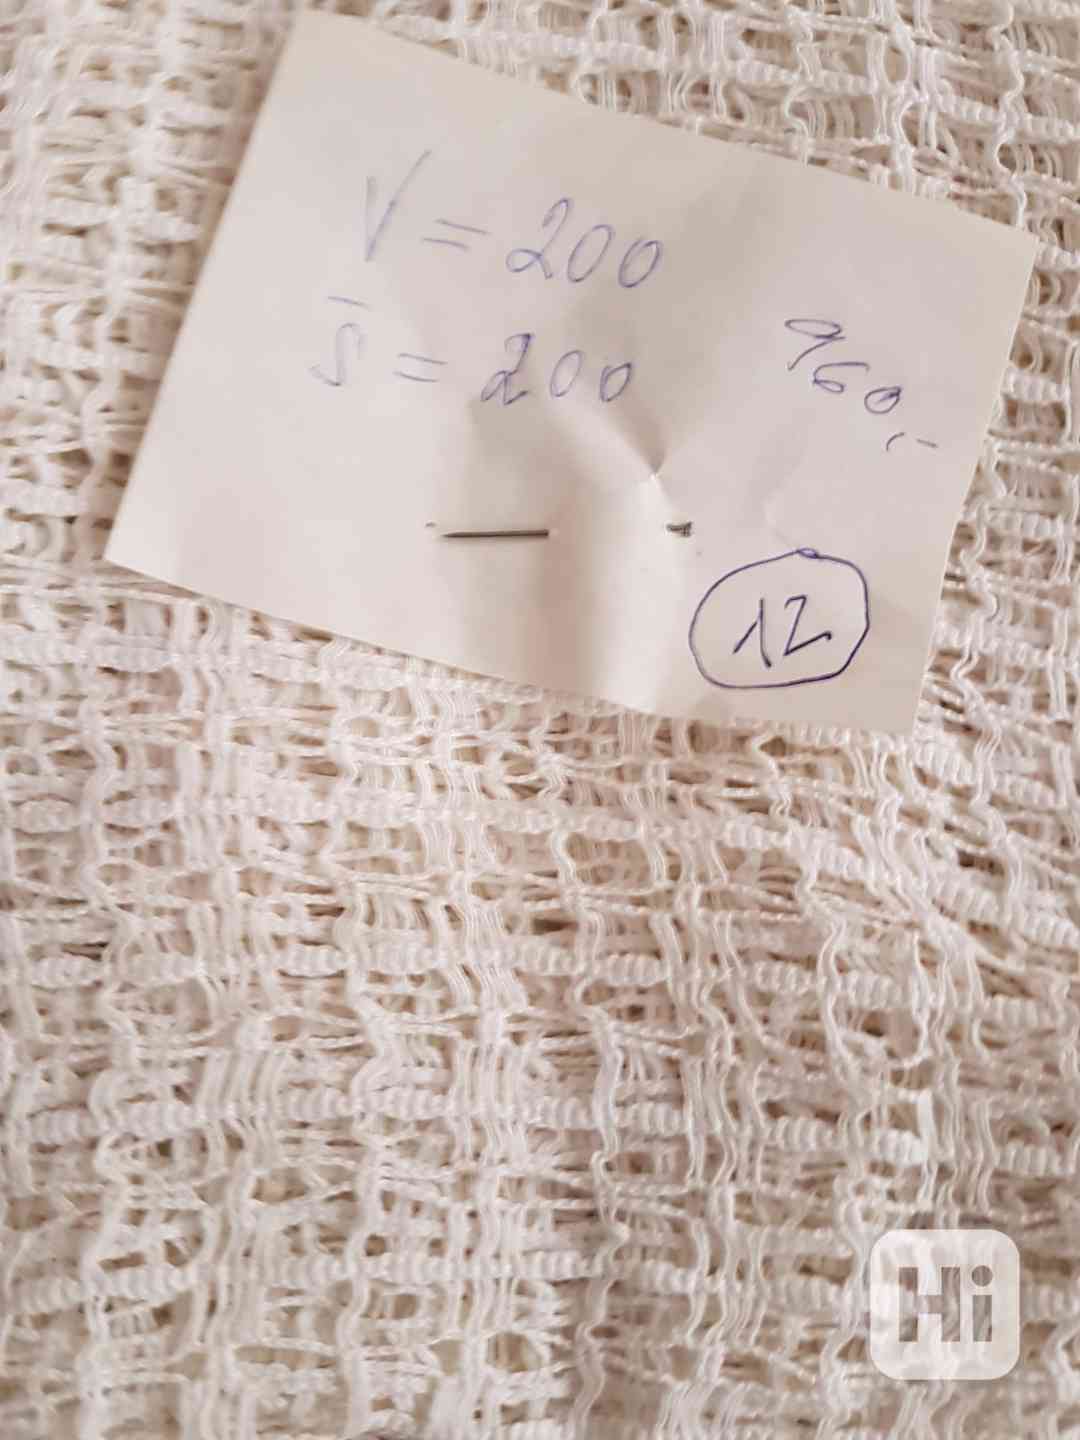 V = 200
š = 200
960,-
12
Hi